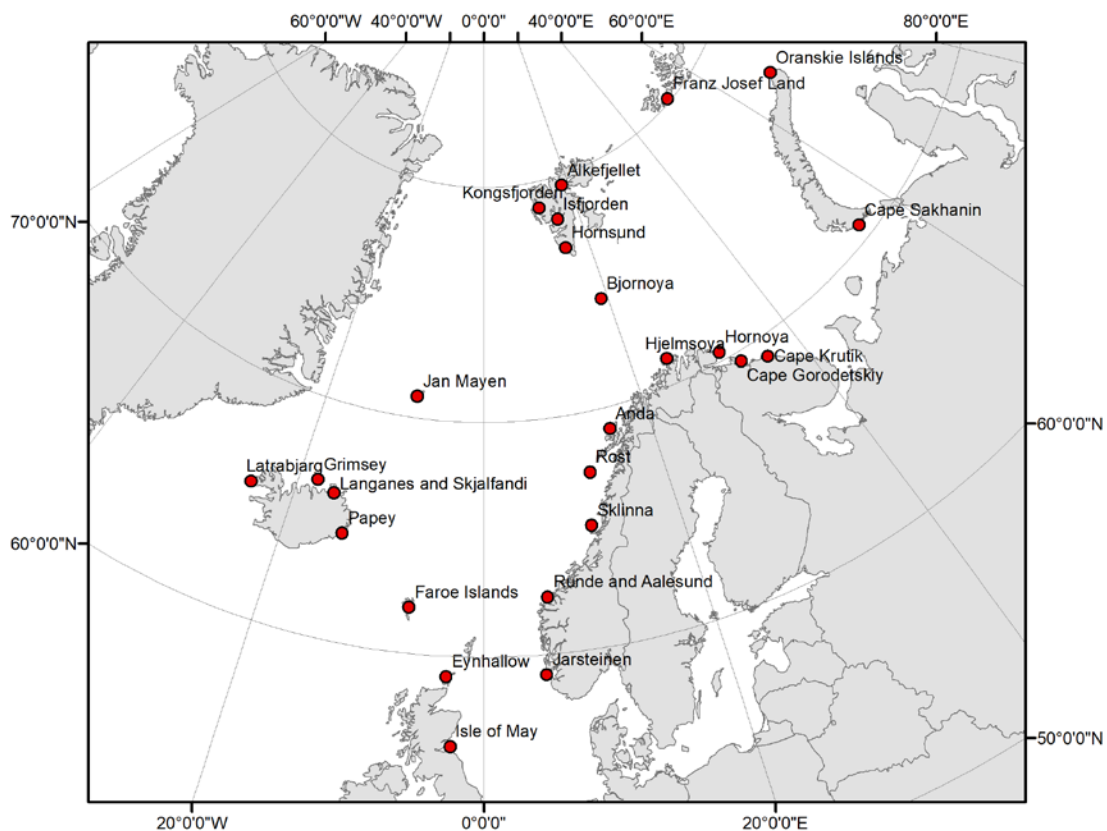 60°0'0"W 40°0'0"W 0°0'0" 40°0'0"E 60°0'0"E 80°0'0"E
Oranskie Islands
Franz Josef Land
Alkefjellet
Kongsfjorden
Isfjorden
Cape Sakhanin
70°0'0"N
Hornsund
Bjornoya
Hjelmsoya
Hornoya
Cape Krutik
Cape Gorodetskiy
Jan Mayen
Anda
60°0'0"N
Latrabjarg
Grimsey
Rost
Langanes and Skjalfandi
Sklinna
Papey
60°0'0"N
Runde and Aalesund
Faroe Islands
Eynhallow
Jarsteinen
Isle of May
50°0'0"N
20°0'0"W 0°0'0" 20°0'0"E